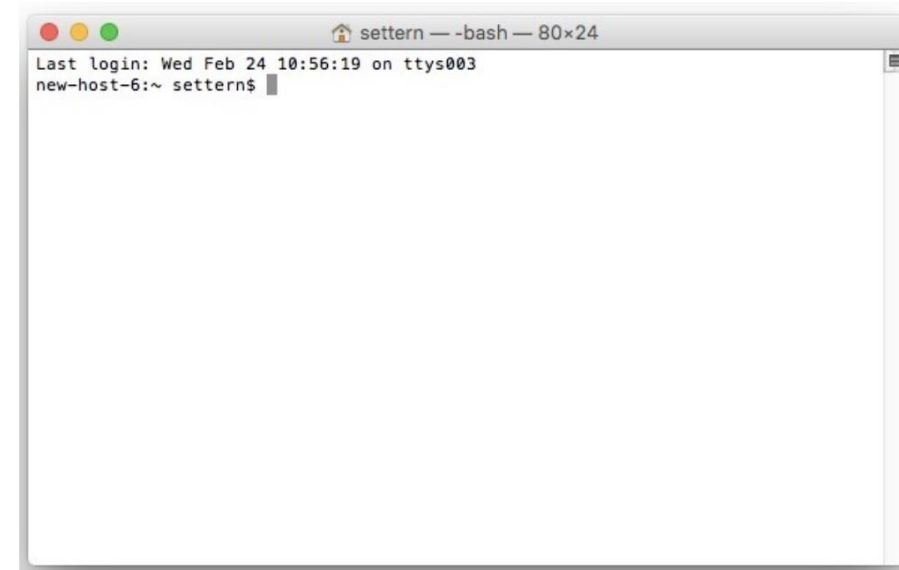 settern — -bash — 80×24
Last login: Wed Feb 24 10:56:19 on ttys003
new-host-6:~ settern$